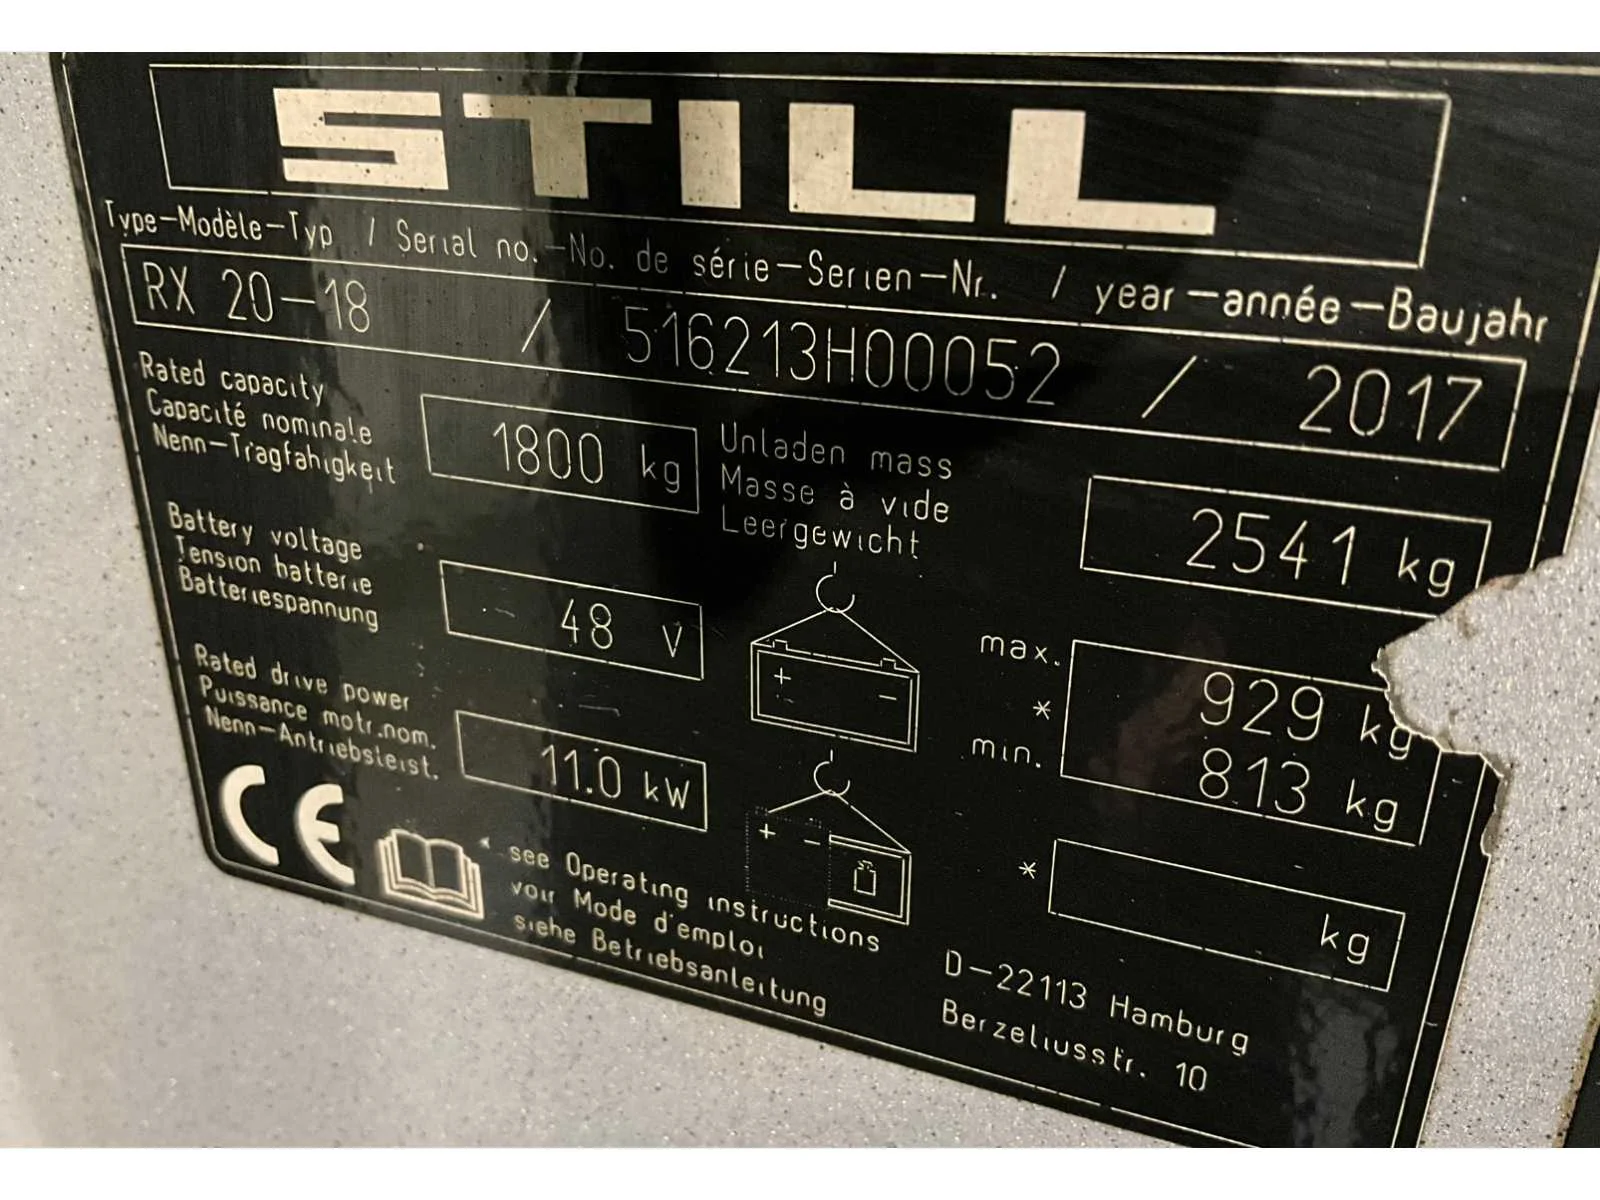 STILL
Type-Modèle-Typ / Serial no.-No. de série-Serien-Nr. / year-année-Baujahr
RX 20-18 / 516213H00052 / 2017
Rated capacity
Capacité nominale
Nenn-Tragfähigkeit
1800 kg
Unladen mass
Masse à vide
Leergewicht
2541 kg
Battery voltage
Tension batterie
Batteriespannung
48 V
max. 929 kg
*
min. 813 kg
Rated drive power
Puissance motr.nom.
Nenn-Antriebsleist.
11.0 kW
+ -
+ -
* kg
CE
* see Operating instructions
voir Mode d'emploi
siehe Betriebsanleitung
D-22113 Hamburg
Berzeliusstr. 10